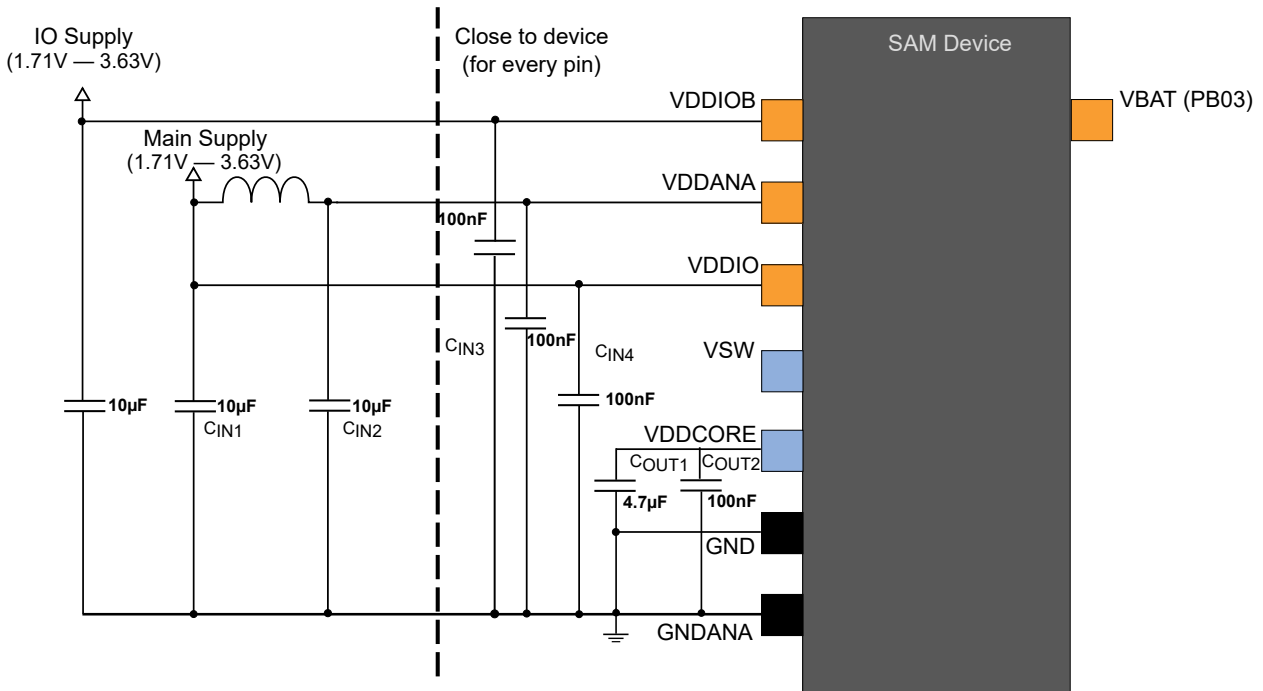 IO Supply
(1.71V — 3.63V)
Close to device
(for every pin)
SAM Device
VDDIOB
VBAT (PB03)
Main Supply
(1.71V — 3.63V)
VDDANA
100nF
VDDIO
100nF
CIN3
CIN4
VSW
100nF
10µF
10µF
CIN1
10µF
CIN2
VDDCORE
COUT1
COUT2
4.7µF
100nF
GND
GNDANA